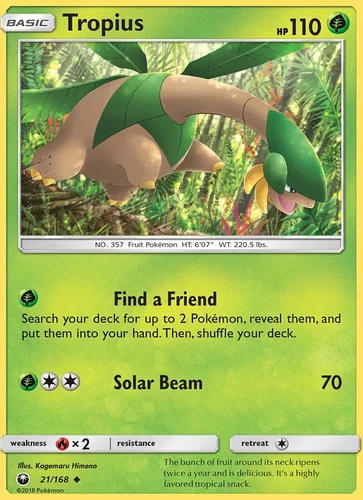 BASIC Tropius HP 110
NO. 357 Fruit Pokémon HT: 6'07" WT: 220.5 lbs.
Find a Friend
Search your deck for up to 2 Pokémon, reveal them, and
put them into your hand. Then, shuffle your deck.
Solar Beam 70
weakness ×2 resistance retreat
Illus. Kagemaru Himeno
21/168
©2018 Pokémon
The bunch of fruit around its neck ripens
twice a year and is delicious. It's a highly
favored tropical snack.